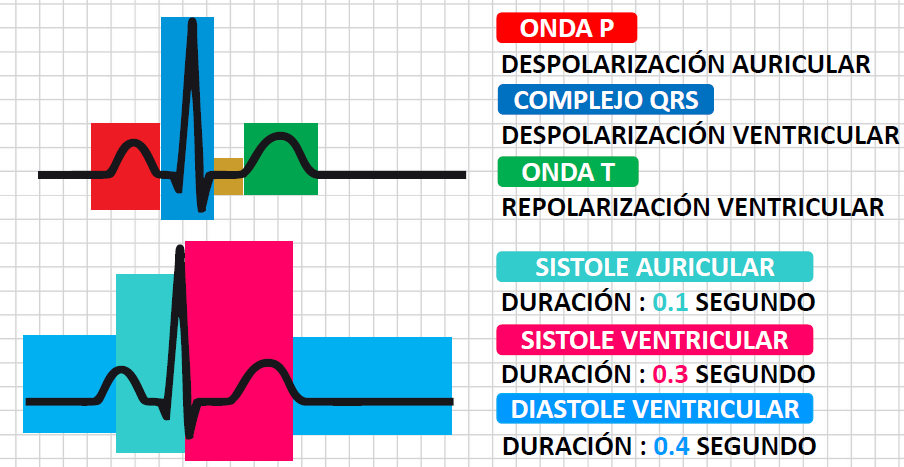 ONDA P
DESPOLARIZACIÓN AURICULAR
COMPLEJO QRS
DESPOLARIZACIÓN VENTRICULAR
ONDA T
REPOLARIZACIÓN VENTRICULAR
SISTOLE AURICULAR
DURACIÓN : 0.1 SEGUNDO
SISTOLE VENTRICULAR
DURACIÓN : 0.3 SEGUNDO
DIASTOLE VENTRICULAR
DURACIÓN : 0.4 SEGUNDO